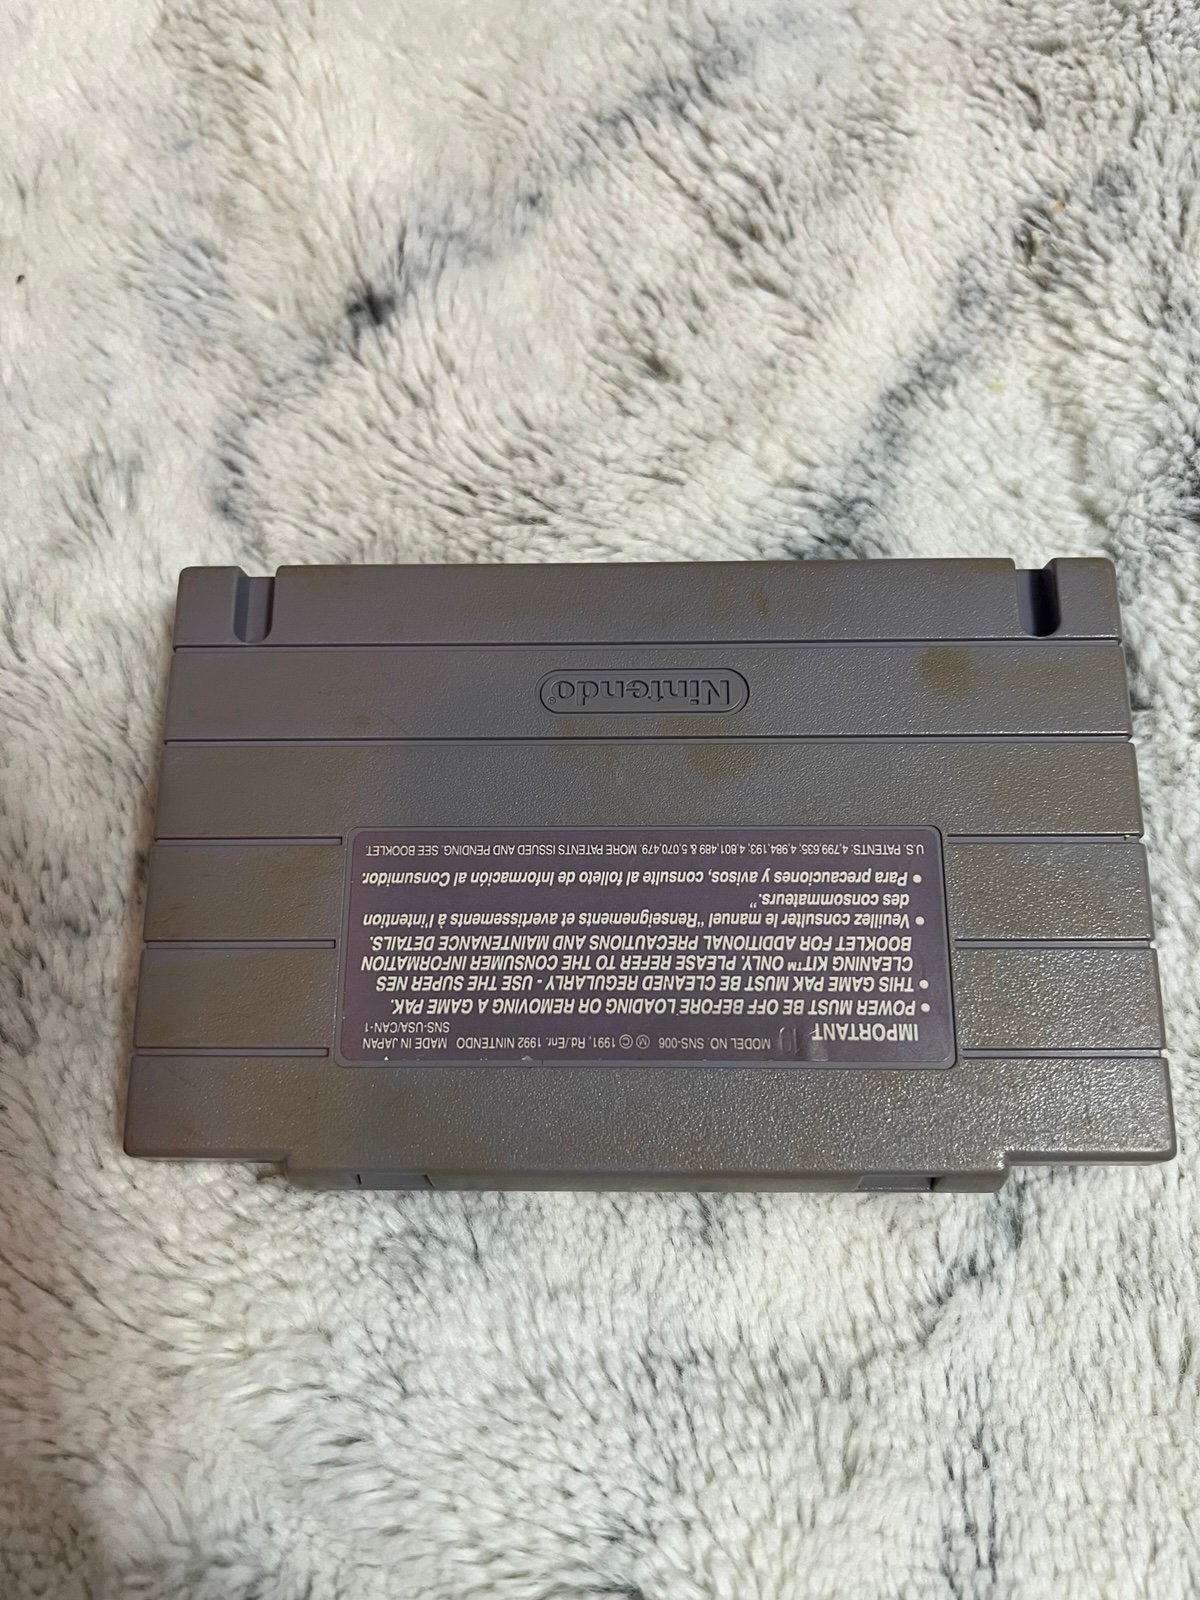 Nintendo®
IMPORTANT 10 MODEL NO. SNS-006 Ⓜ © 1991, Rd./Enr. 1992 NINTENDO MADE IN JAPAN
SNS-USA/CAN-1
• POWER MUST BE OFF BEFORE LOADING OR REMOVING A GAME PAK.
• THIS GAME PAK MUST BE CLEANED REGULARLY - USE THE SUPER NES
CLEANING KIT™ ONLY. PLEASE REFER TO THE CONSUMER INFORMATION
BOOKLET FOR ADDITIONAL PRECAUTIONS AND MAINTENANCE DETAILS.
• Veuillez consulter le manuel "Renseignements et avertissements à l'intention
des consommateurs."
• Para precauciones y avisos, consulte al folleto de Información al Consumidor.
U.S. PATENTS: 4,799,635; 4,984,193; 4,801,489 & 5,070,479. MORE PATENTS ISSUED AND PENDING. SEE BOOKLET.